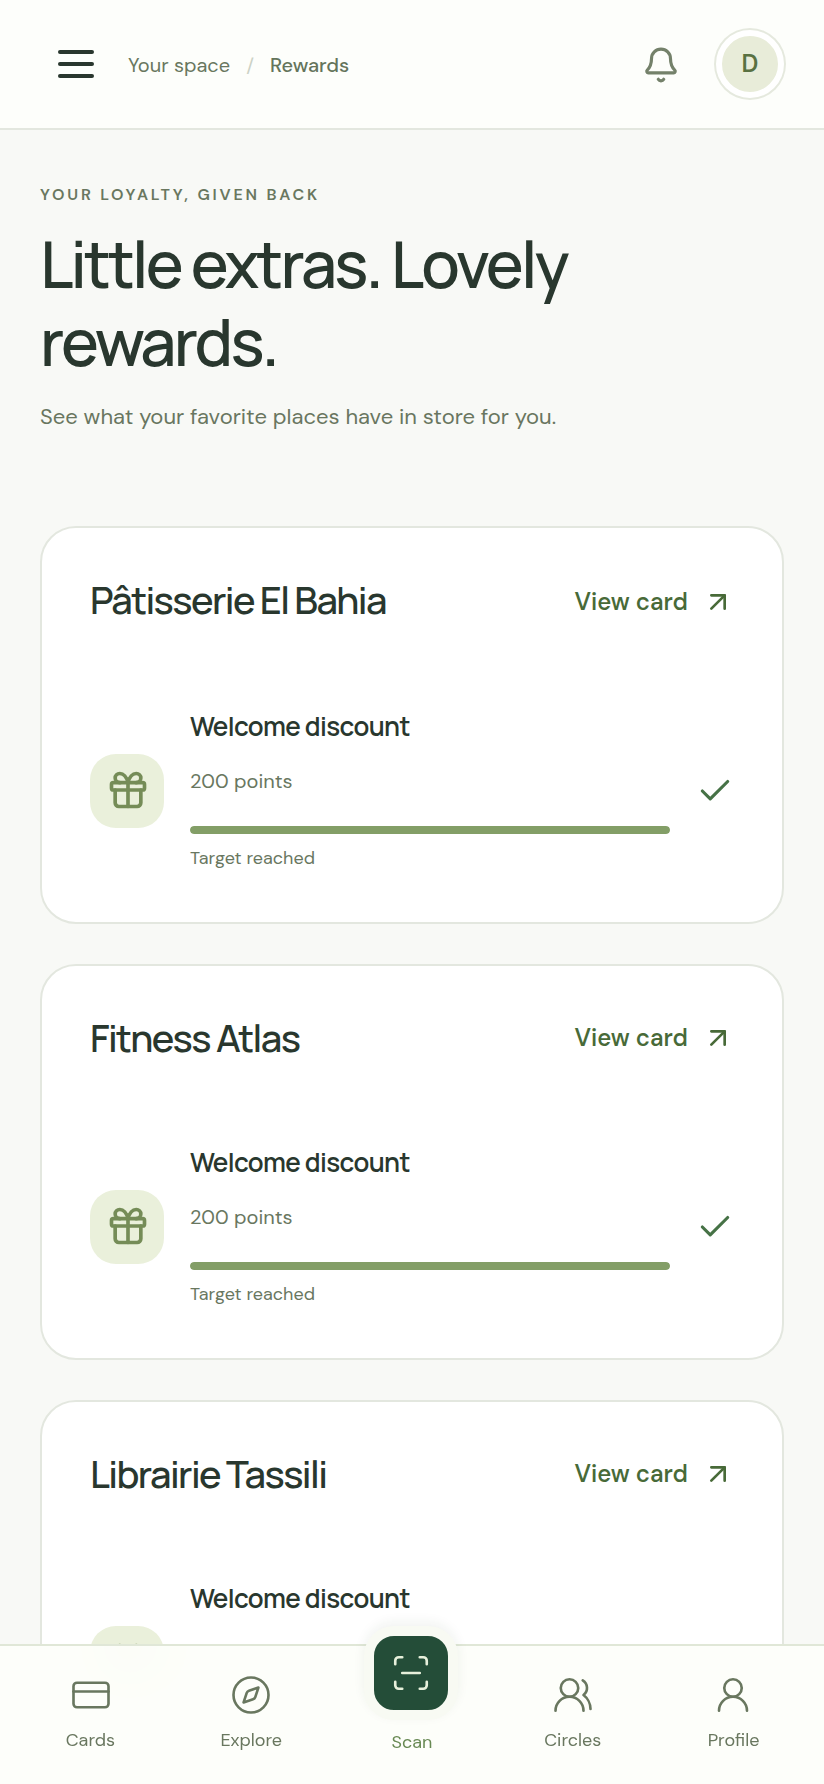 Your space / Rewards
D
YOUR LOYALTY, GIVEN BACK
Little extras. Lovely
rewards.
See what your favorite places have in store for you.
Pâtisserie El Bahia
View card
Welcome discount
200 points
Target reached
Fitness Atlas
View card
Welcome discount
200 points
Target reached
Librairie Tassili
View card
Welcome discount
Cards
Explore
Scan
Circles
Profile